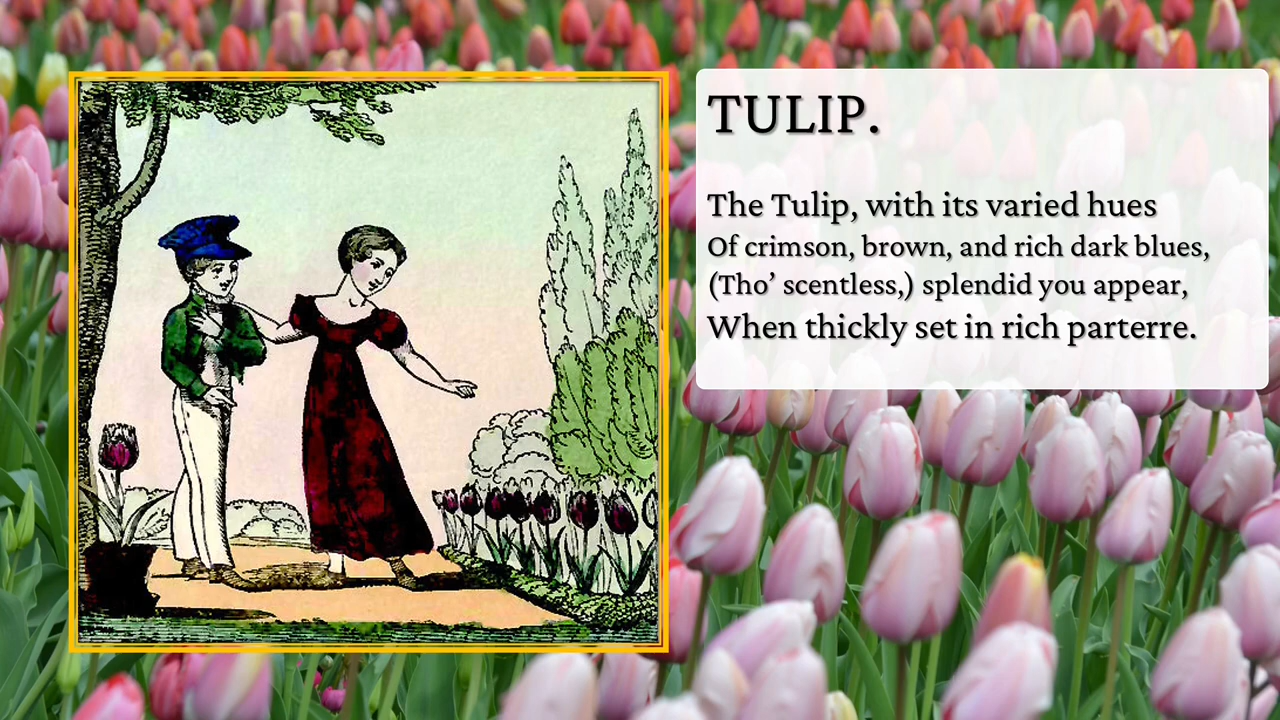 TULIP.
The Tulip, with its varied hues
Of crimson, brown, and rich dark blues,
(Tho’ scentless,) splendid you appear,
When thickly set in rich parterre.